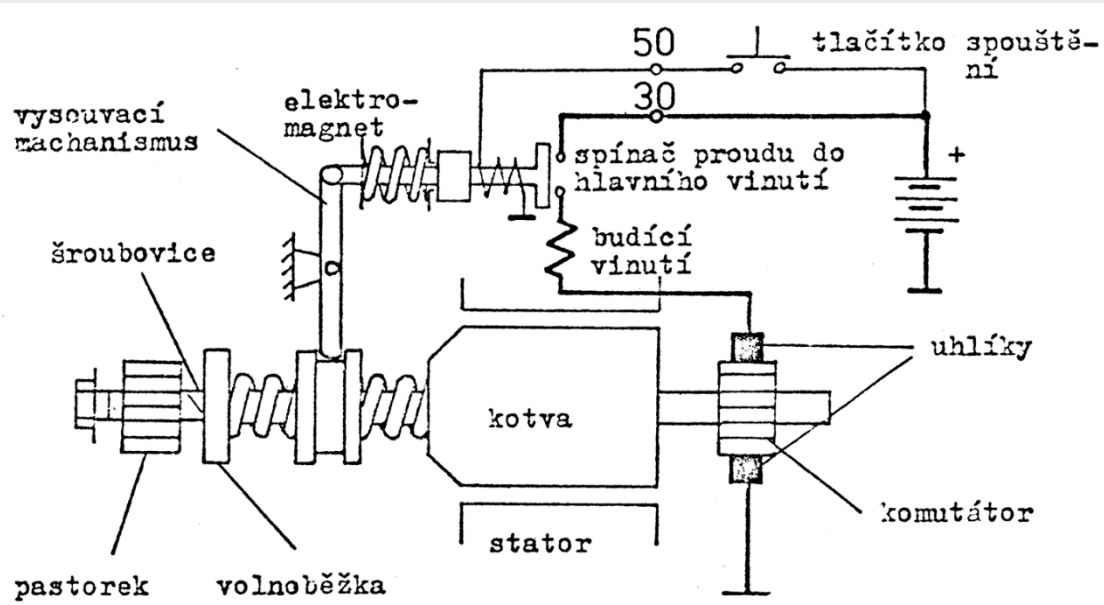 50
tlačítko spouště-
ní
30
elektro-
magnet
vysouvací
machanismus
+
spínač proudu do
hlavního vinutí
budící
vinutí
šroubovice
uhlíky
kotva
komutátor
stator
pastorek
volnoběžka